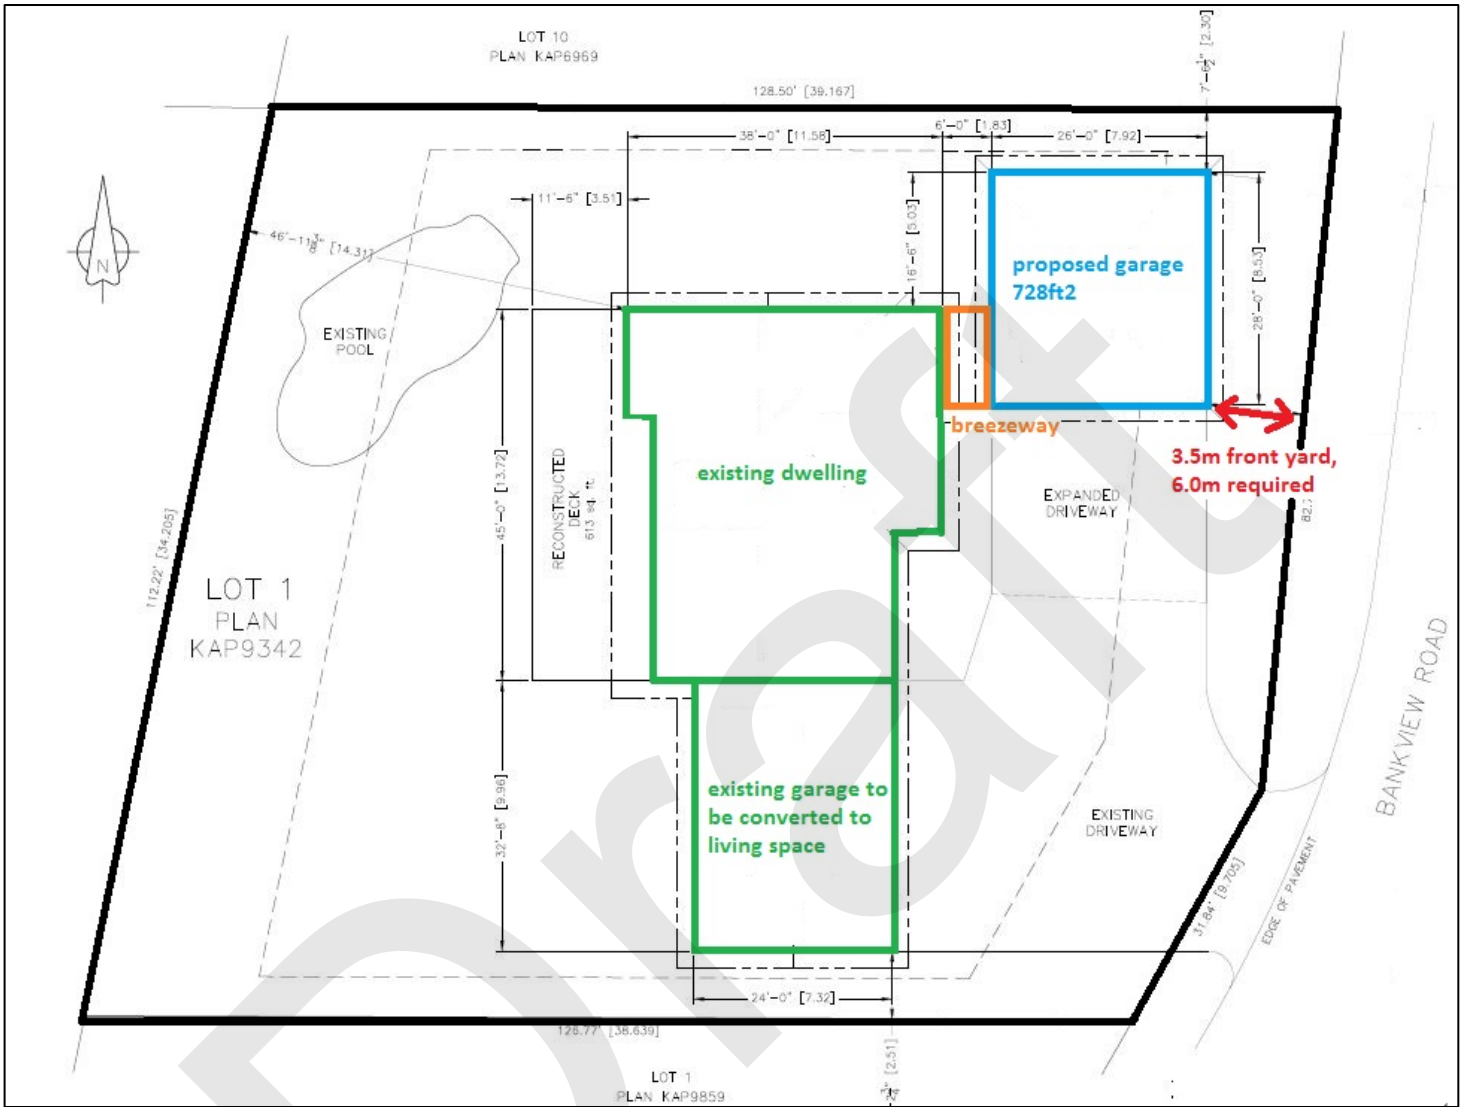 LOT 10
PLAN KAP6969
7'-6½" [2.30]
128.50' [39.167]
38'-0" [11.58]
6'-0" [1.83]
26'-0" [7.92]
11'-6" [3.51]
16'-6" [5.03]
46'-11⅜" [14.31]
N
proposed garage
728ft2
28'-0" [8.53]
EXISTING
POOL
breezeway
3.5m front yard,
6.0m required
existing dwelling
45'-0" [13.72]
RECONSTRUCTED
DECK
613 sq. ft.
EXPANDED
DRIVEWAY
112.22' [34.205]
LOT 1
PLAN
KAP9342
BANKVIEW ROAD
existing garage to
be converted to
living space
32'-8" [9.96]
EXISTING
DRIVEWAY
31.84' [9.705]
EDGE OF PAVEMENT
24'-0" [7.32]
128.77' [38.639]
[2.51]
LOT 1
PLAN KAP9859
Draft